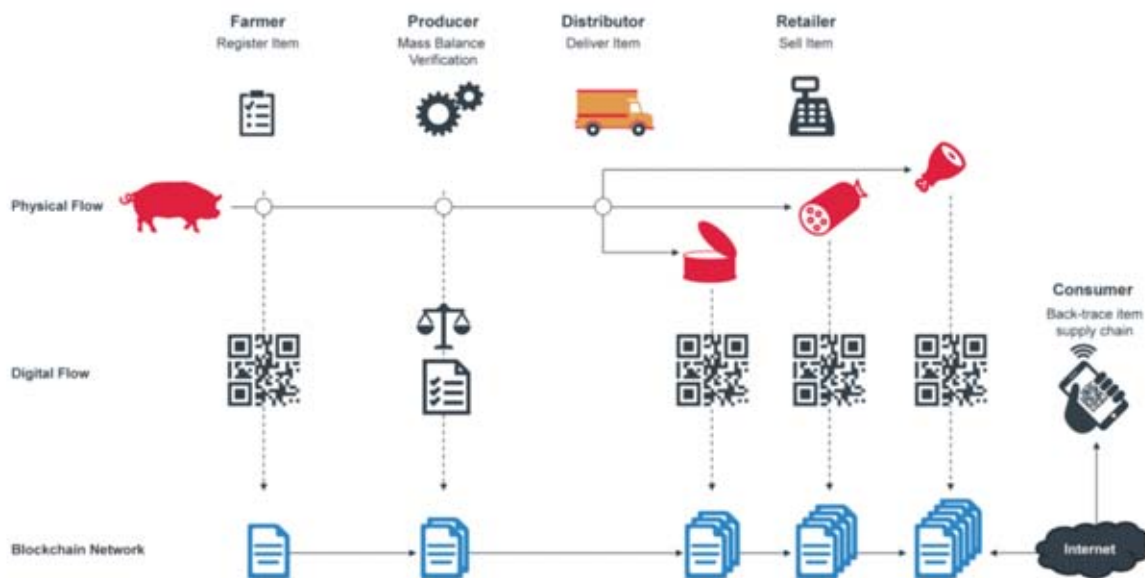 Farmer
Register Item
Producer
Mass Balance
Verification
Distributor
Deliver Item
Retailer
Sell Item
Physical Flow
Consumer
Back-trace item
supply chain
Digital Flow
Blockchain Network
Internet